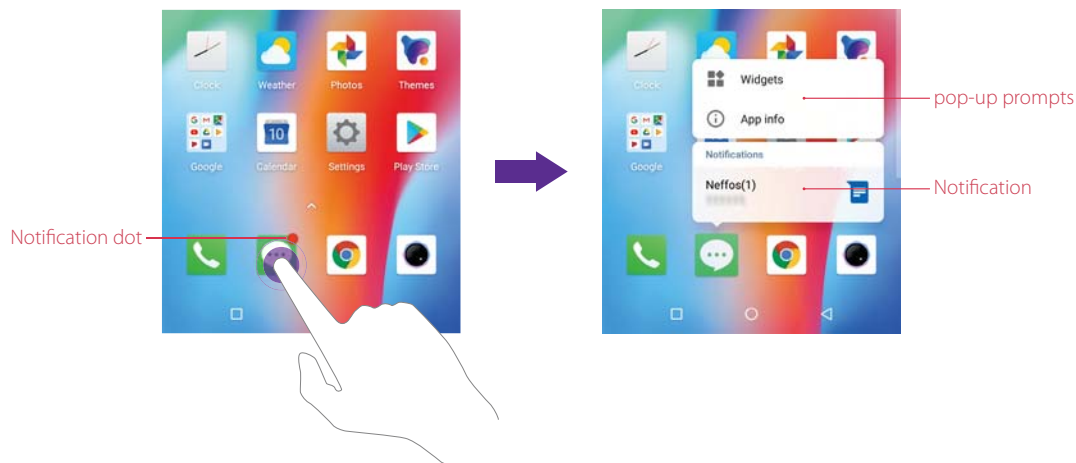 Clock
Weather
Photos
Themes
10
Google
Calendar
Settings
Play Store
Notification dot
Clock
Widgets
App info
pop-up prompts
Google
Notifications
Neffos(1)
Notification